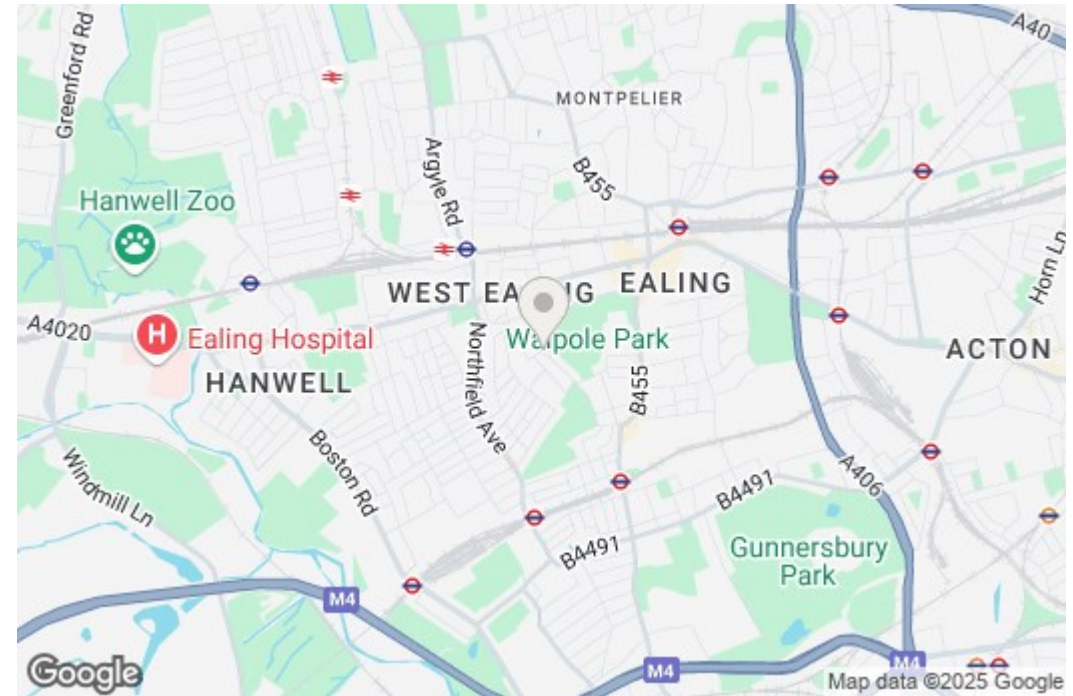 A40
Greenford Rd
MONTPELIER
Argyle Rd
B455
Hanwell Zoo
WEST EALING
EALING
Horn Ln
A4020
H
Ealing Hospital
Walpole Park
ACTON
HANWELL
Northfield Ave
B455
Boston Rd
Windmill Ln
A406
B4491
B4491
Gunnersbury
Park
M4
M4
M4
Google
Map data ©2025 Google